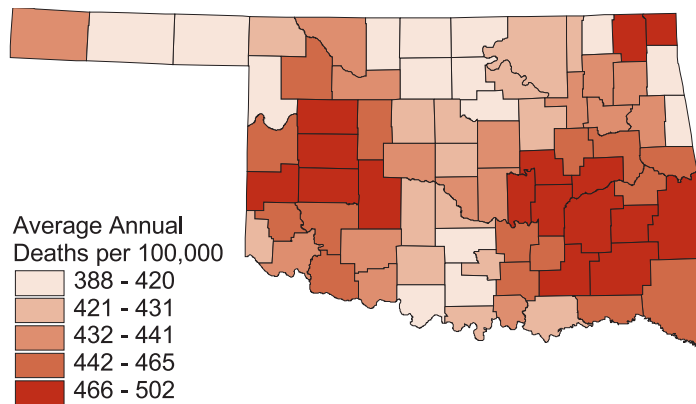 Average Annual
Deaths per 100,000
388 - 420
421 - 431
432 - 441
442 - 465
466 - 502